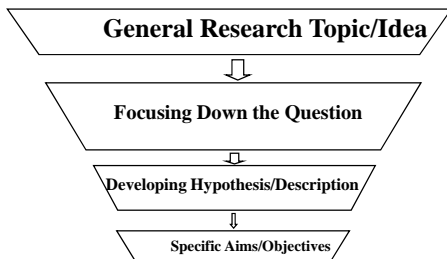 General Research Topic/Idea
Focusing Down the Question
Developing Hypothesis/Description
Specific Aims/Objectives